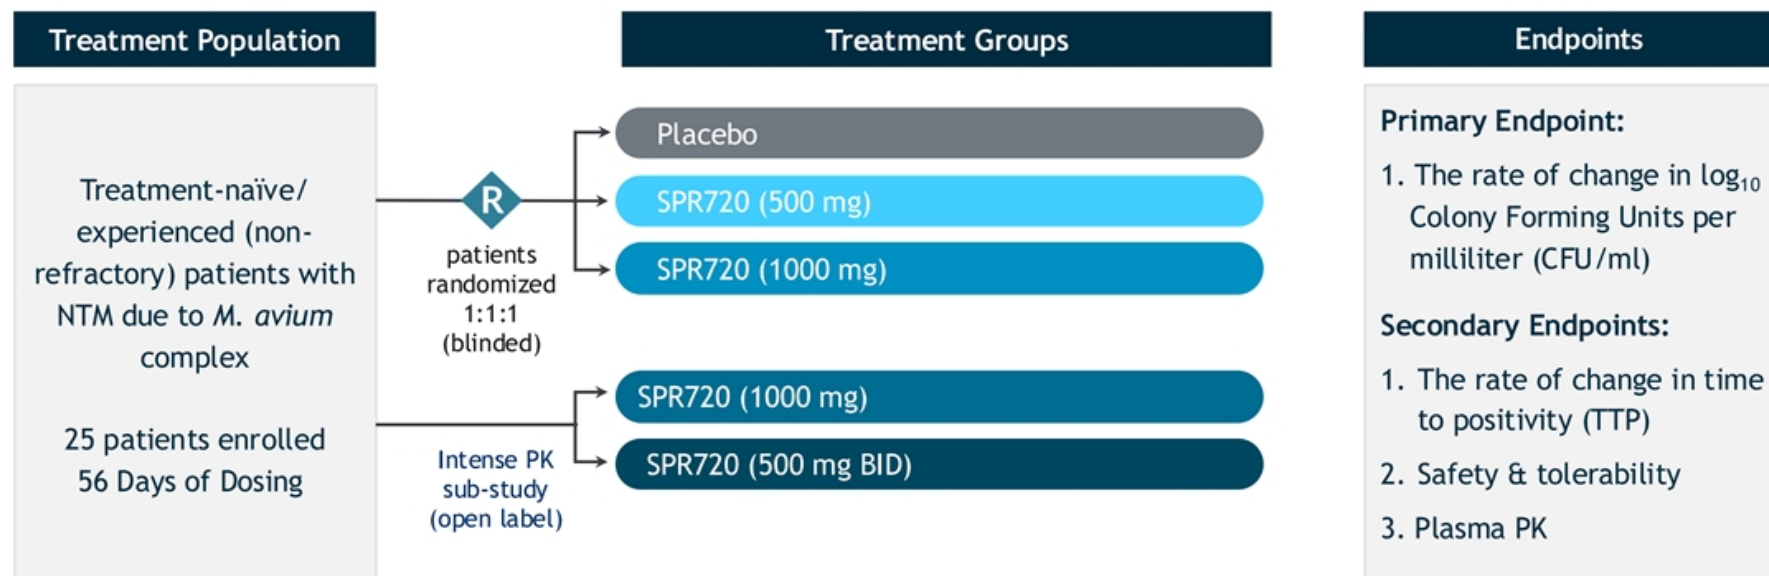 Treatment Population
Treatment-naïve/
experienced (non-
refractory) patients with
NTM due to M. avium
complex
25 patients enrolled
56 Days of Dosing
R
patients
randomized
1:1:1
(blinded)
Intense PK
sub-study
(open label)
Treatment Groups
Placebo
SPR720 (500 mg)
SPR720 (1000 mg)
SPR720 (1000 mg)
SPR720 (500 mg BID)
Endpoints
Primary Endpoint:
1. The rate of change in log₁₀
Colony Forming Units per
milliliter (CFU/ml)
Secondary Endpoints:
1. The rate of change in time
to positivity (TTP)
2. Safety & tolerability
3. Plasma PK